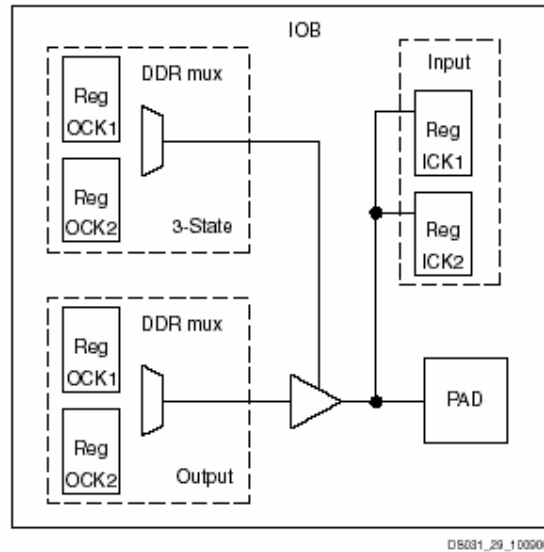 IOB
DDR mux
Reg
OCK1
Reg
OCK2
3-State
Input
Reg
ICK1
Reg
ICK2
DDR mux
Reg
OCK1
Reg
OCK2
Output
PAD
DS031_29_100900